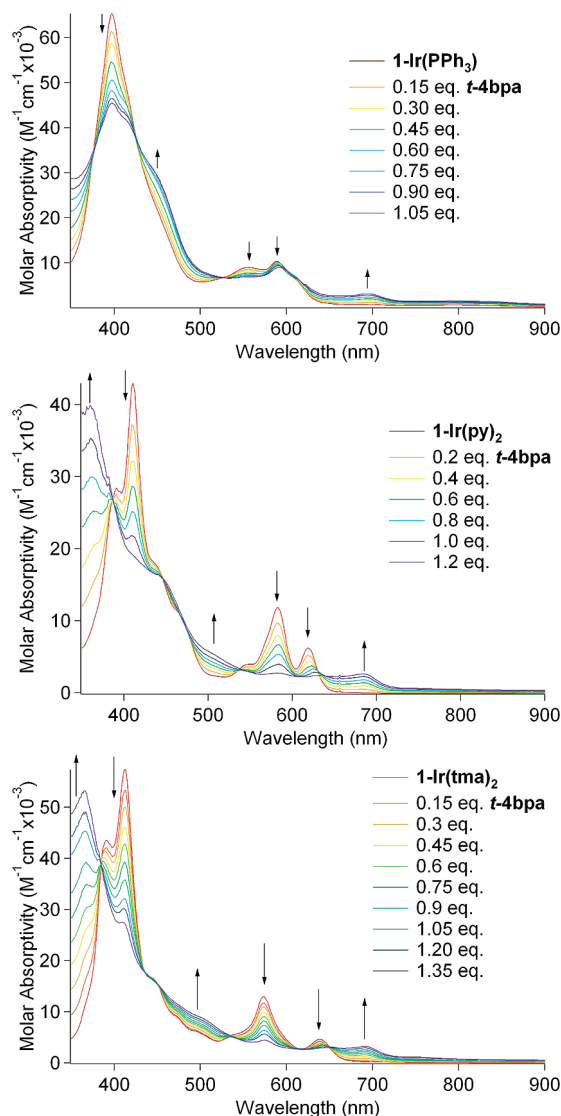 Molar Absorptivity (M⁻¹cm⁻¹x10⁻³)
60
50
40
30
20
10
1-Ir(PPh₃)
0.15 eq. t-4bpa
0.30 eq.
0.45 eq.
0.60 eq.
0.75 eq.
0.90 eq.
1.05 eq.
400 500 600 700 800 900
Wavelength (nm)
Molar Absorptivity (M⁻¹cm⁻¹x10⁻³)
40
30
20
10
0
1-Ir(py)₂
0.2 eq. t-4bpa
0.4 eq.
0.6 eq.
0.8 eq.
1.0 eq.
1.2 eq.
400 500 600 700 800 900
Wavelength (nm)
Molar Absorptivity (M⁻¹cm⁻¹x10⁻³)
50
40
30
20
10
0
1-Ir(tma)₂
0.15 eq. t-4bpa
0.3 eq.
0.45 eq.
0.6 eq.
0.75 eq.
0.9 eq.
1.05 eq.
1.20 eq.
1.35 eq.
400 500 600 700 800 900
Wavelength (nm)